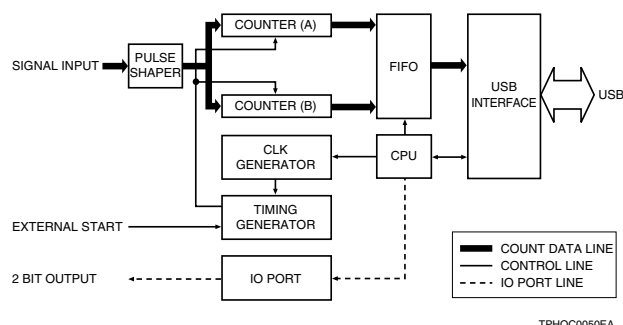 COUNTER (A)
SIGNAL INPUT
PULSE
SHAPER
FIFO
USB
INTERFACE
USB
COUNTER (B)
CLK
GENERATOR
CPU
TIMING
GENERATOR
EXTERNAL START
2 BIT OUTPUT
IO PORT
COUNT DATA LINE
CONTROL LINE
IO PORT LINE
TPHOC0050EA